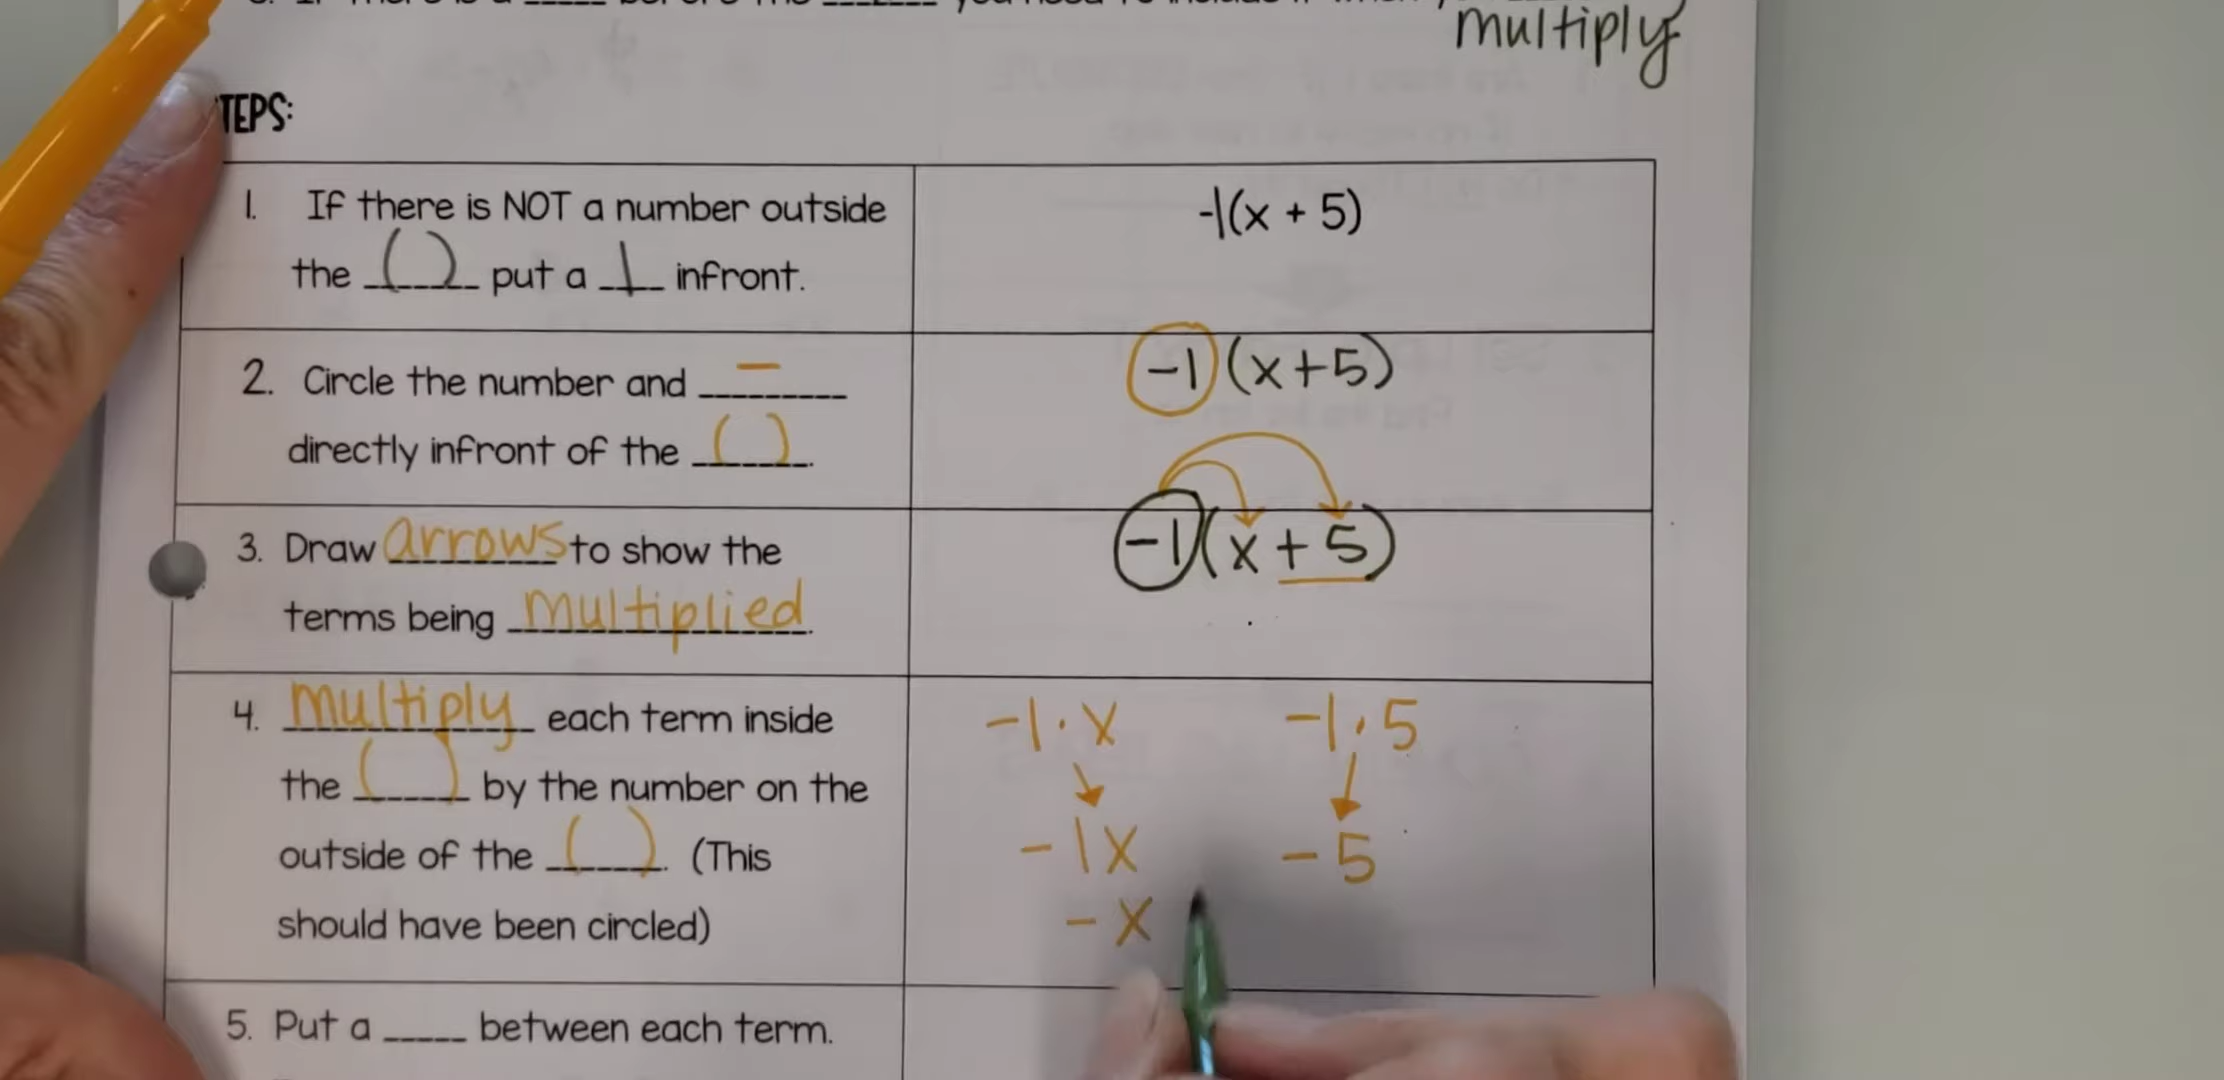 multiply
TEPS:
1. If there is NOT a number outside
the ( ) put a 1 infront.
-1(x + 5)
2. Circle the number and −
directly infront of the ( ).
-1(x+5)
3. Draw arrows to show the
terms being multiplied.
-1(x + 5)
4. multiply each term inside
the ( ) by the number on the
outside of the ( ). (This
should have been circled)
-1·x -1·5
-1x -5
-x
5. Put a _____ between each term.